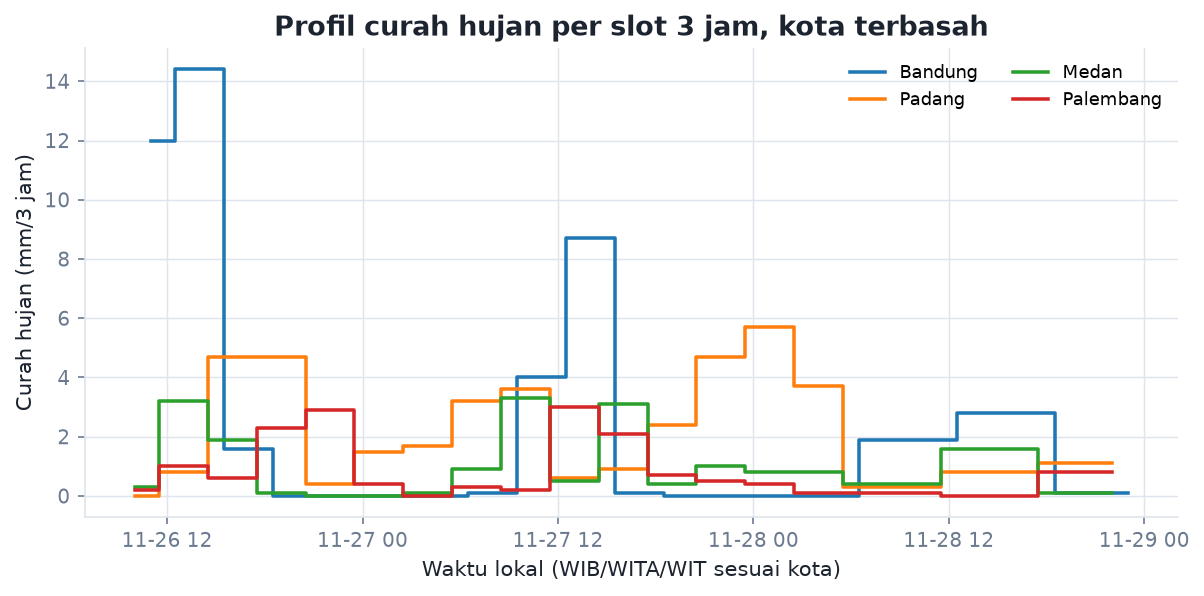 Profil curah hujan per slot 3 jam, kota terbasah
Curah hujan (mm/3 jam)
14
12
10
8
6
4
2
0
Bandung
Padang
Medan
Palembang
11-26 12
11-27 00
11-27 12
11-28 00
11-28 12
11-29 00
Waktu lokal (WIB/WITA/WIT sesuai kota)